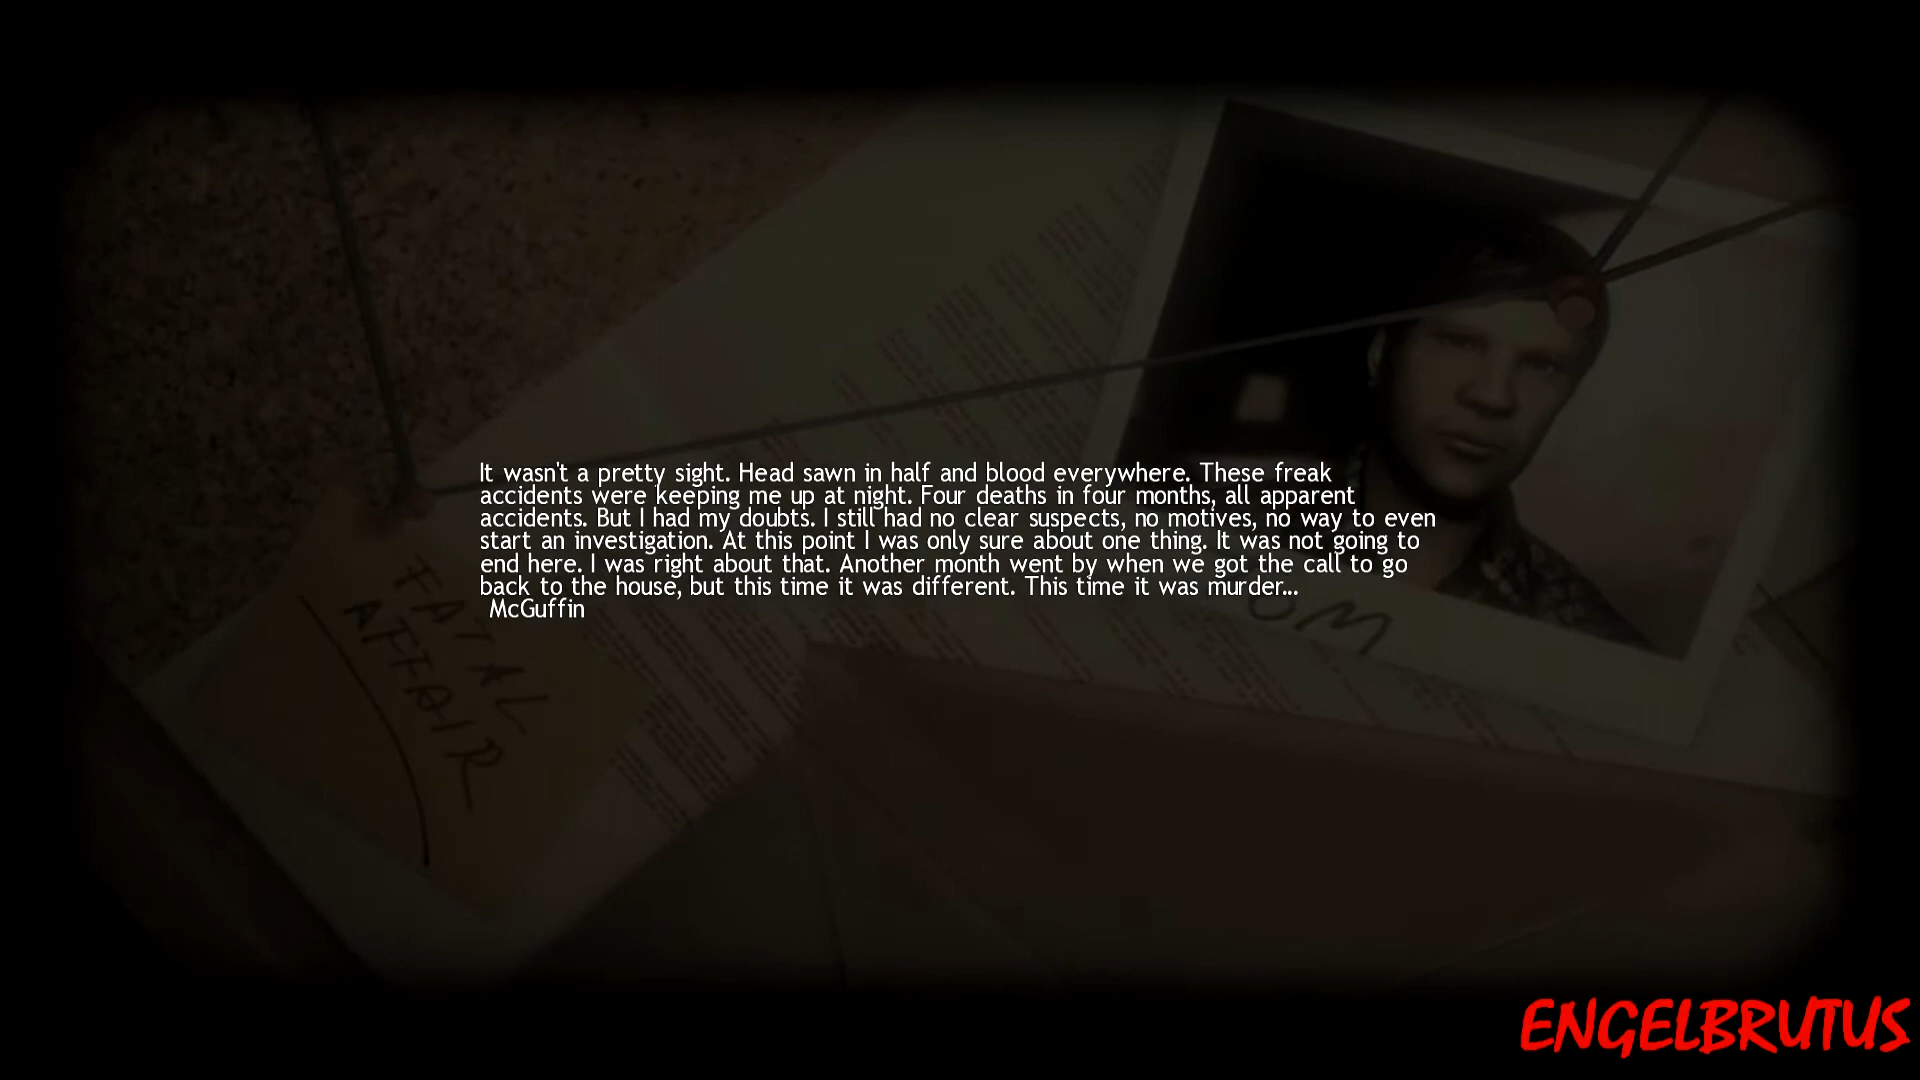 It wasn't a pretty sight. Head sawn in half and blood everywhere. These freak
accidents were keeping me up at night. Four deaths in four months, all apparent
accidents. But I had my doubts. I still had no clear suspects, no motives, no way to even
start an investigation. At this point I was only sure about one thing. It was not going to
end here. I was right about that. Another month went by when we got the call to go
back to the house, but this time it was different. This time it was murder...
McGuffin
OM
FATAL
AFFAIR
ENGELBRUTUS